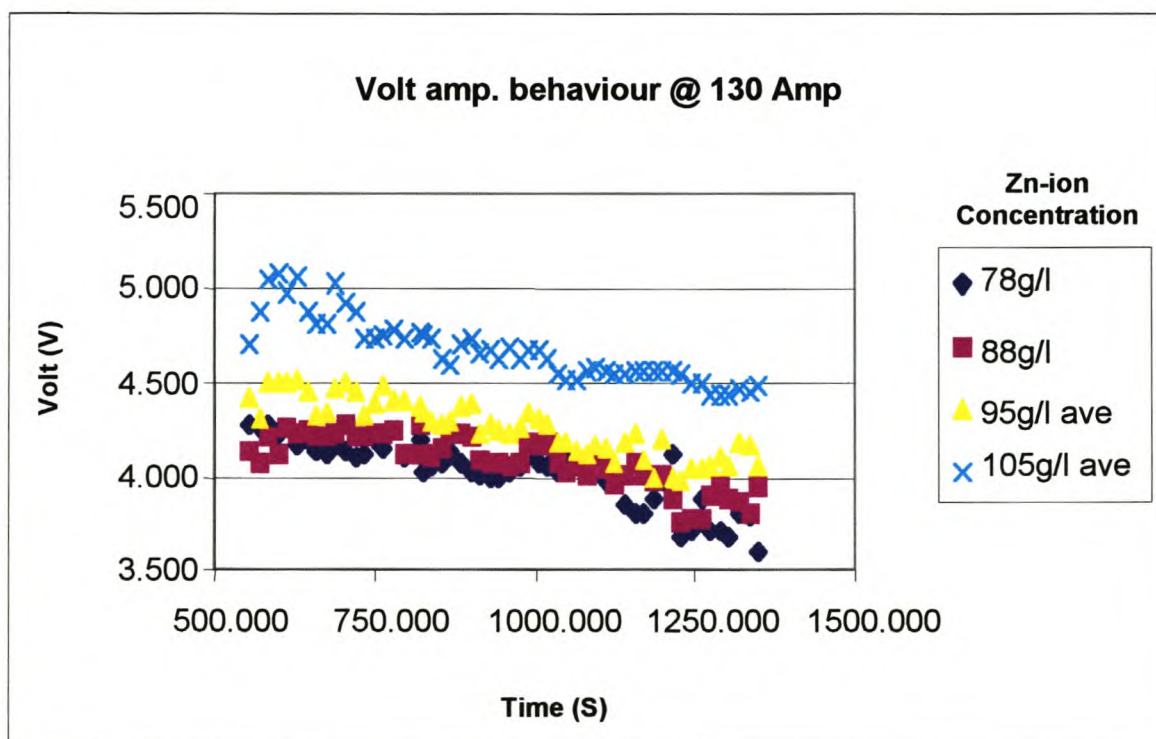 Volt amp. behaviour @ 130 Amp
Volt (V)
5.500
5.000
4.500
4.000
3.500
500.000
750.000
1000.000
1250.000
1500.000
Time (S)
Zn-ion
Concentration
78g/l
88g/l
95g/l ave
105g/l ave